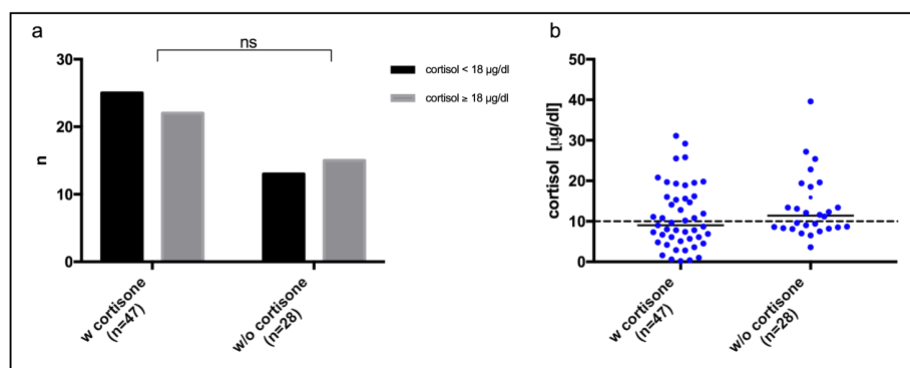 a
ns
30
20
10
0
n
cortisol < 18 µg/dl
cortisol ≥ 18 µg/dl
w cortisone
(n=47)
w/o cortisone
(n=28)
b
50
40
30
20
10
0
cortisol [µg/dl]
w cortisone
(n=47)
w/o cortisone
(n=28)